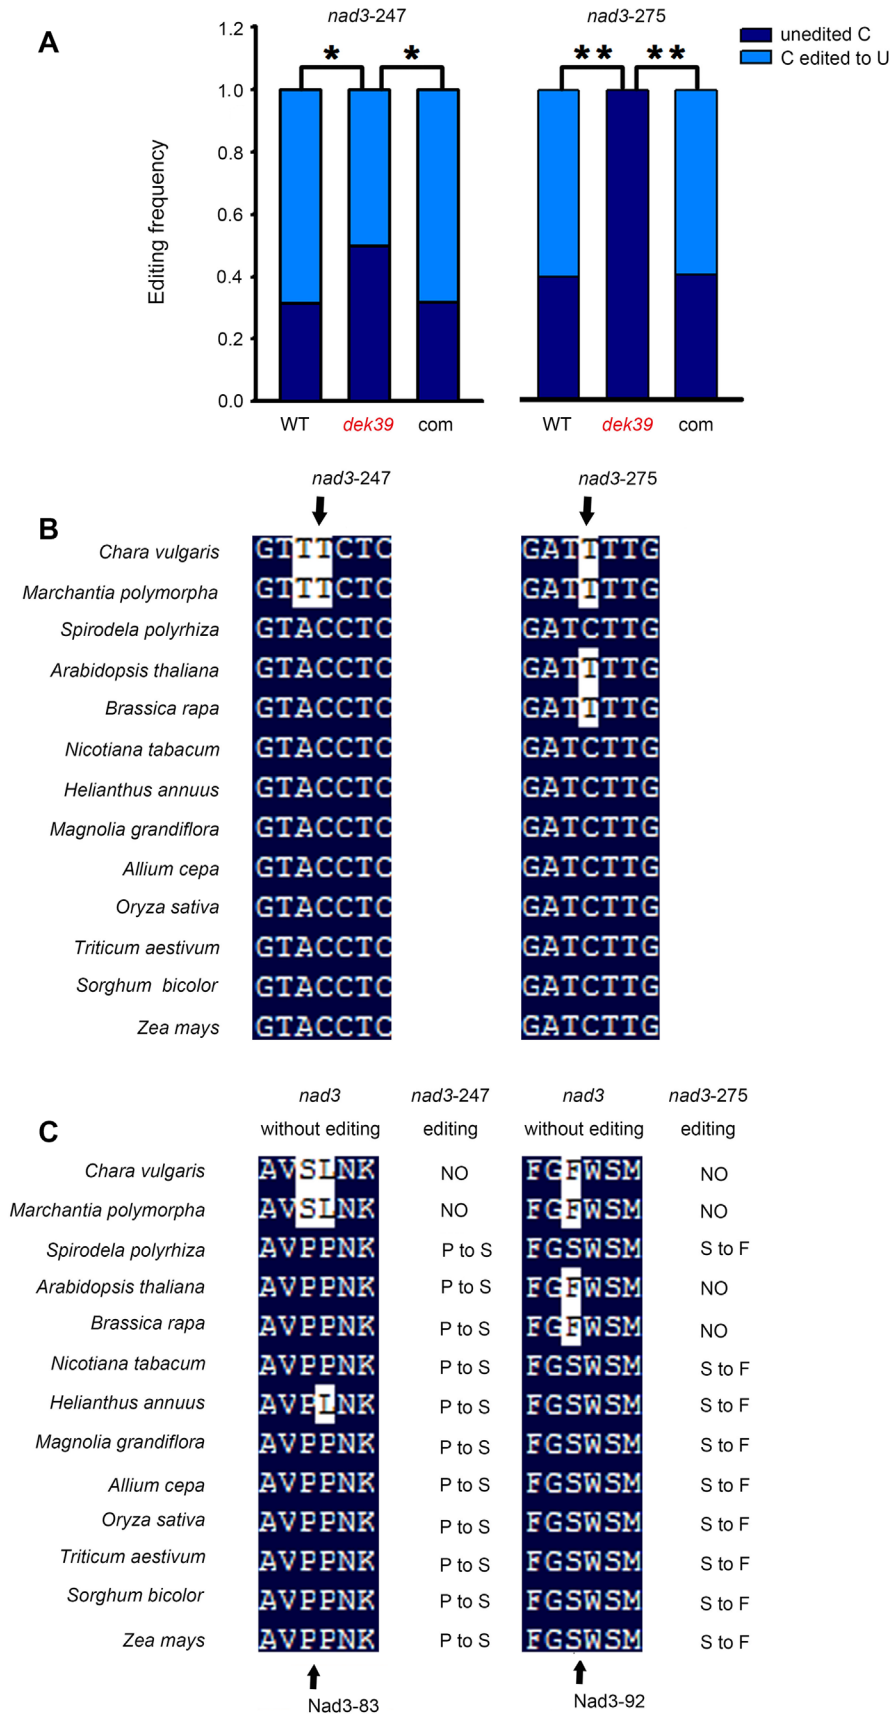 A
nad3-247
nad3-275
unedited C
C edited to U
* *
** **
Editing frequency
1.2
1.0
0.8
0.6
0.4
0.2
0.0
WT dek39 com
WT dek39 com
B
nad3-247
nad3-275
Chara vulgaris GTTTCTC GATTTTG
Marchantia polymorpha GTTTCTC GATTTTG
Spirodela polyrhiza GTACCTC GATCTTG
Arabidopsis thaliana GTACCTC GATTTTG
Brassica rapa GTACCTC GATTTTG
Nicotiana tabacum GTACCTC GATCTTG
Helianthus annuus GTACCTC GATCTTG
Magnolia grandiflora GTACCTC GATCTTG
Allium cepa GTACCTC GATCTTG
Oryza sativa GTACCTC GATCTTG
Triticum aestivum GTACCTC GATCTTG
Sorghum bicolor GTACCTC GATCTTG
Zea mays GTACCTC GATCTTG
C
nad3 nad3-247 nad3 nad3-275
without editing editing without editing editing
Chara vulgaris AVSLNK NO FGFWSM NO
Marchantia polymorpha AVSLNK NO FGFWSM NO
Spirodela polyrhiza AVPPNK P to S FGSWSM S to F
Arabidopsis thaliana AVPPNK P to S FGFWSM NO
Brassica rapa AVPPNK P to S FGFWSM NO
Nicotiana tabacum AVPPNK P to S FGSWSM S to F
Helianthus annuus AVPLNK P to S FGSWSM S to F
Magnolia grandiflora AVPPNK P to S FGSWSM S to F
Allium cepa AVPPNK P to S FGSWSM S to F
Oryza sativa AVPPNK P to S FGSWSM S to F
Triticum aestivum AVPPNK P to S FGSWSM S to F
Sorghum bicolor AVPPNK P to S FGSWSM S to F
Zea mays AVPPNK P to S FGSWSM S to F
Nad3-83
Nad3-92